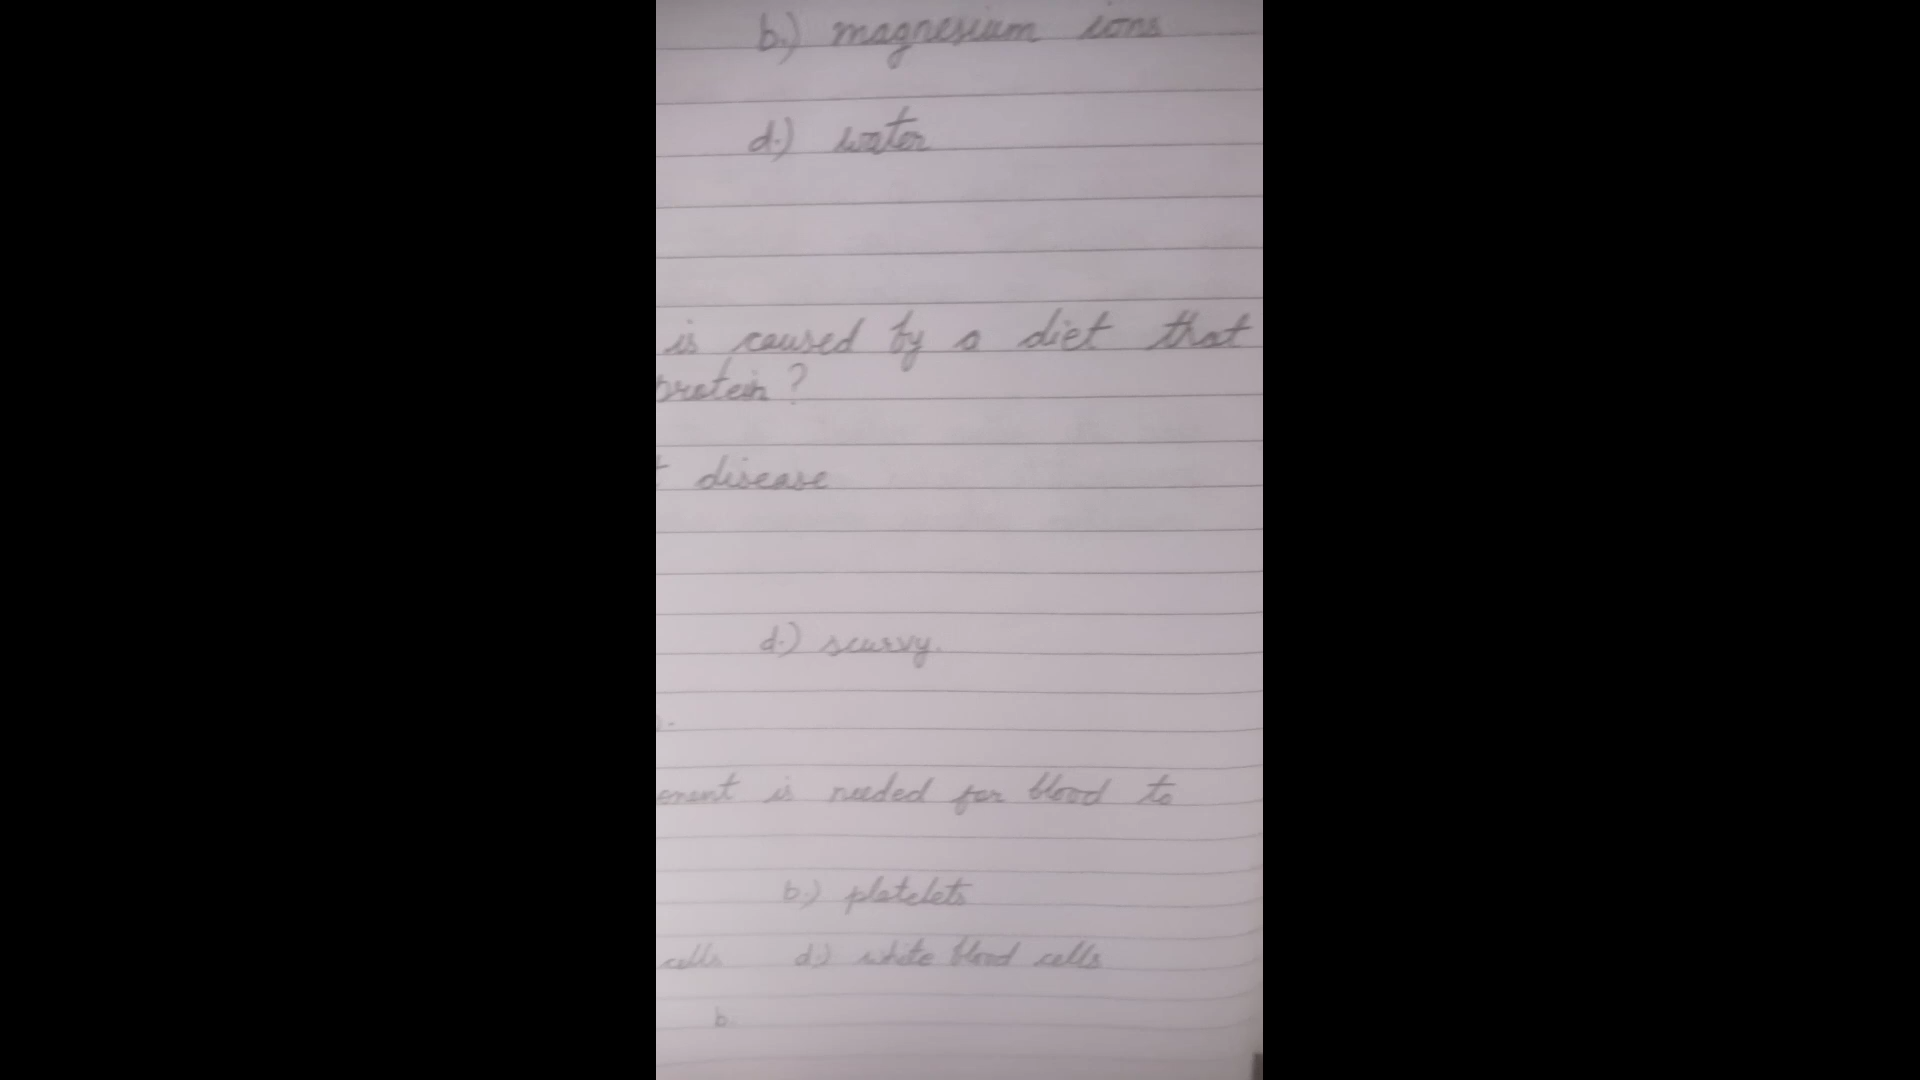 b.) magnesium ions
d.) water
is caused by a diet that
protein?
disease
d.) scurvy.
ement is needed for blood to
b.) platelets
cells d.) white blood cells
b.